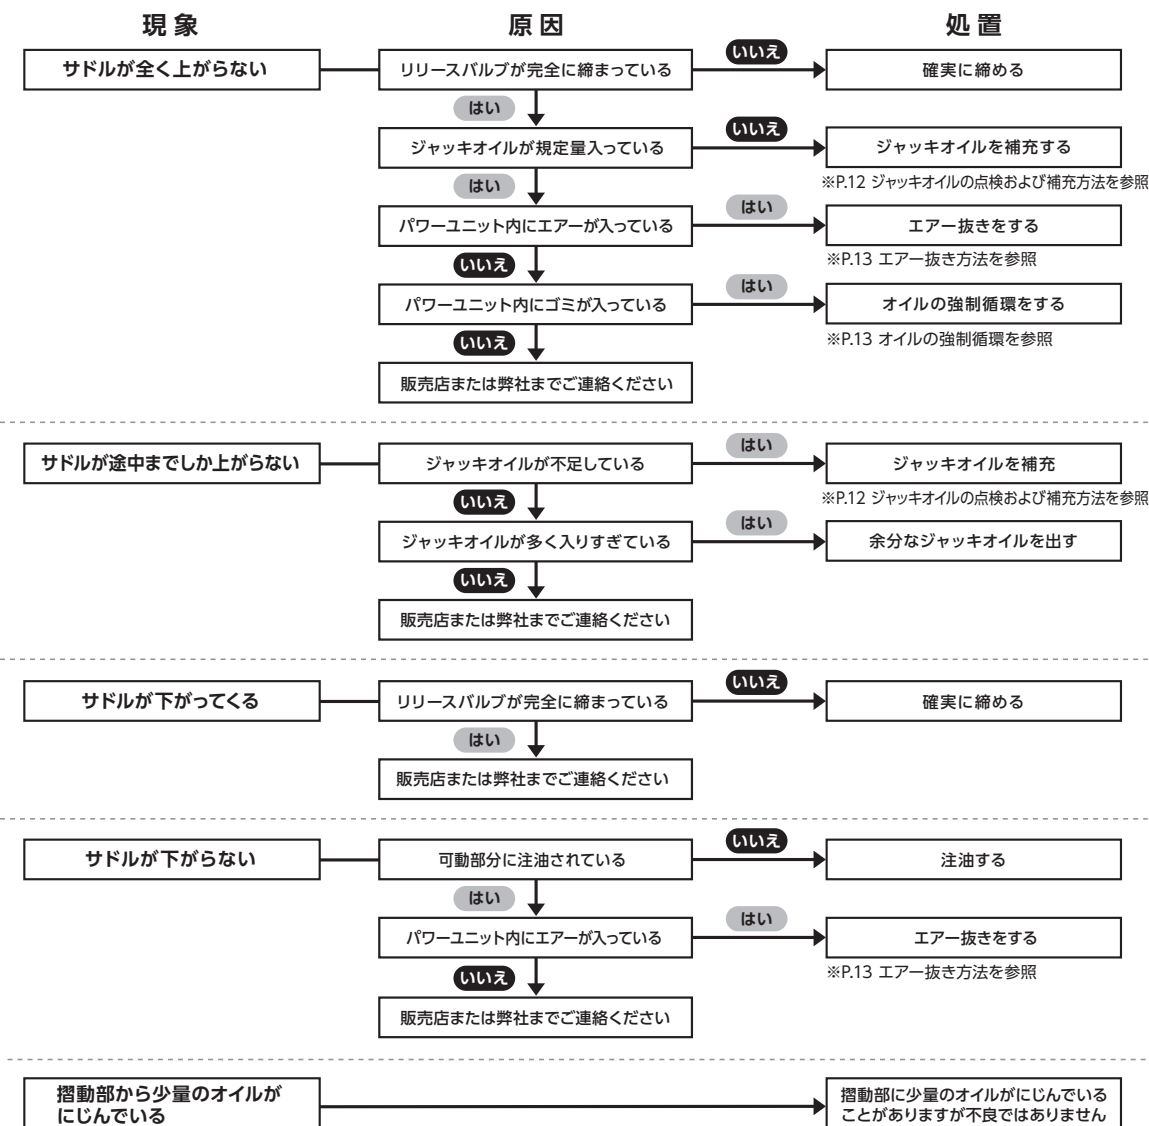 現象
原因
処置
サドルが全く上がらない
リリースバルブが完全に締まっている
いいえ
確実に締める
はい
ジャッキオイルが規定量入っている
いいえ
ジャッキオイルを補充する
※P.12 ジャッキオイルの点検および補充方法を参照
はい
パワーユニット内にエアーが入っている
はい
エアー抜きをする
※P.13 エアー抜き方法を参照
いいえ
パワーユニット内にゴミが入っている
はい
オイルの強制循環をする
※P.13 オイルの強制循環を参照
いいえ
販売店または弊社までご連絡ください
サドルが途中までしか上がらない
ジャッキオイルが不足している
はい
ジャッキオイルを補充
※P.12 ジャッキオイルの点検および補充方法を参照
いいえ
ジャッキオイルが多く入りすぎている
はい
余分なジャッキオイルを出す
いいえ
販売店または弊社までご連絡ください
サドルが下がってくる
リリースバルブが完全に締まっている
いいえ
確実に締める
はい
販売店または弊社までご連絡ください
サドルが下がらない
可動部分に注油されている
いいえ
注油する
はい
パワーユニット内にエアーが入っている
はい
エアー抜きをする
※P.13 エアー抜き方法を参照
いいえ
販売店または弊社までご連絡ください
摺動部から少量のオイルが
にじんでいる
摺動部に少量のオイルがにじんでいる
ことがありますが不良ではありません